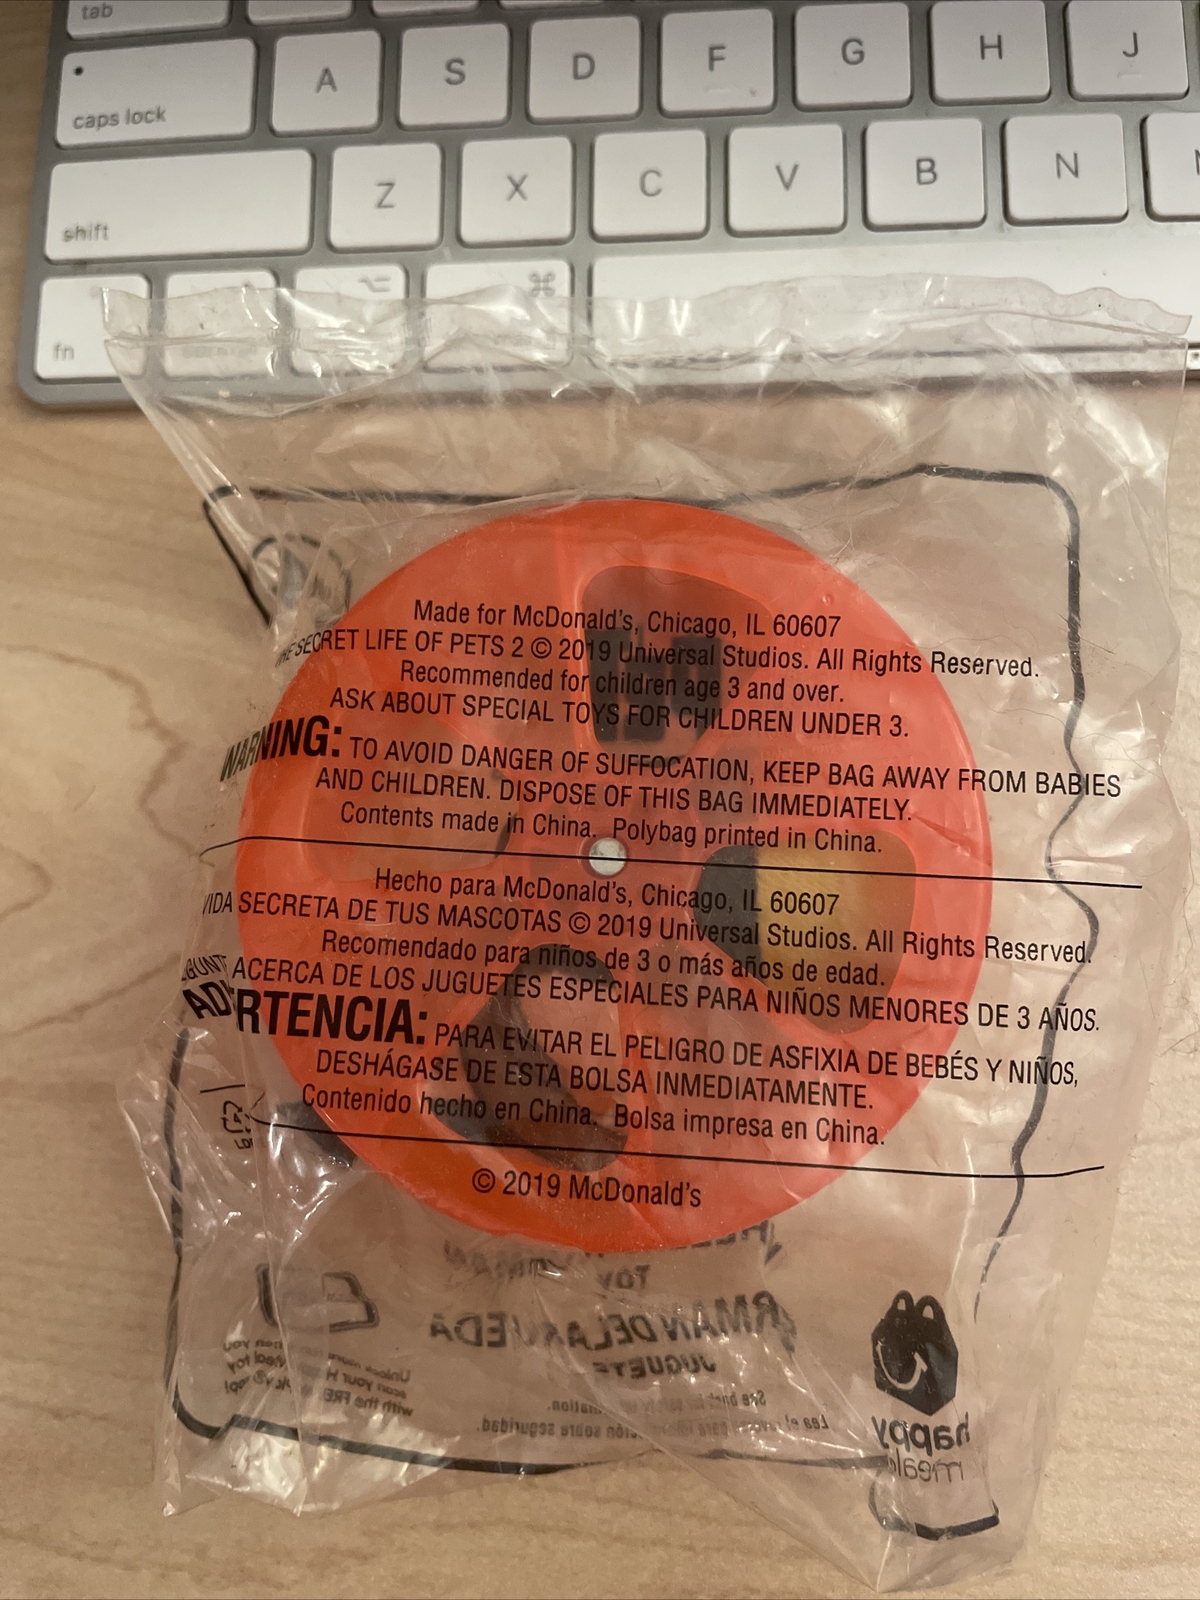 tab
caps lock A S D F G H J
shift Z X C V B N
fn ⌥ ⌘
Made for McDonald's, Chicago, IL 60607
THE SECRET LIFE OF PETS 2 © 2019 Universal Studios. All Rights Reserved.
Recommended for children age 3 and over.
ASK ABOUT SPECIAL TOYS FOR CHILDREN UNDER 3.
WARNING: TO AVOID DANGER OF SUFFOCATION, KEEP BAG AWAY FROM BABIES
AND CHILDREN. DISPOSE OF THIS BAG IMMEDIATELY.
Contents made in China. Polybag printed in China.
Hecho para McDonald's, Chicago, IL 60607
VIDA SECRETA DE TUS MASCOTAS © 2019 Universal Studios. All Rights Reserved.
Recomendado para niños de 3 o más años de edad.
ACERCA DE LOS JUGUETES ESPECIALES PARA NIÑOS MENORES DE 3 AÑOS.
PARA EVITAR EL PELIGRO DE ASFIXIA DE BEBÉS Y NIÑOS,
DESHÁGASE DE ESTA BOLSA INMEDIATAMENTE.
Contenido hecho en China. Bolsa impresa en China.
© 2019 McDonald's
TOY
JUGUETE
sobre seguridad.
happy
meal